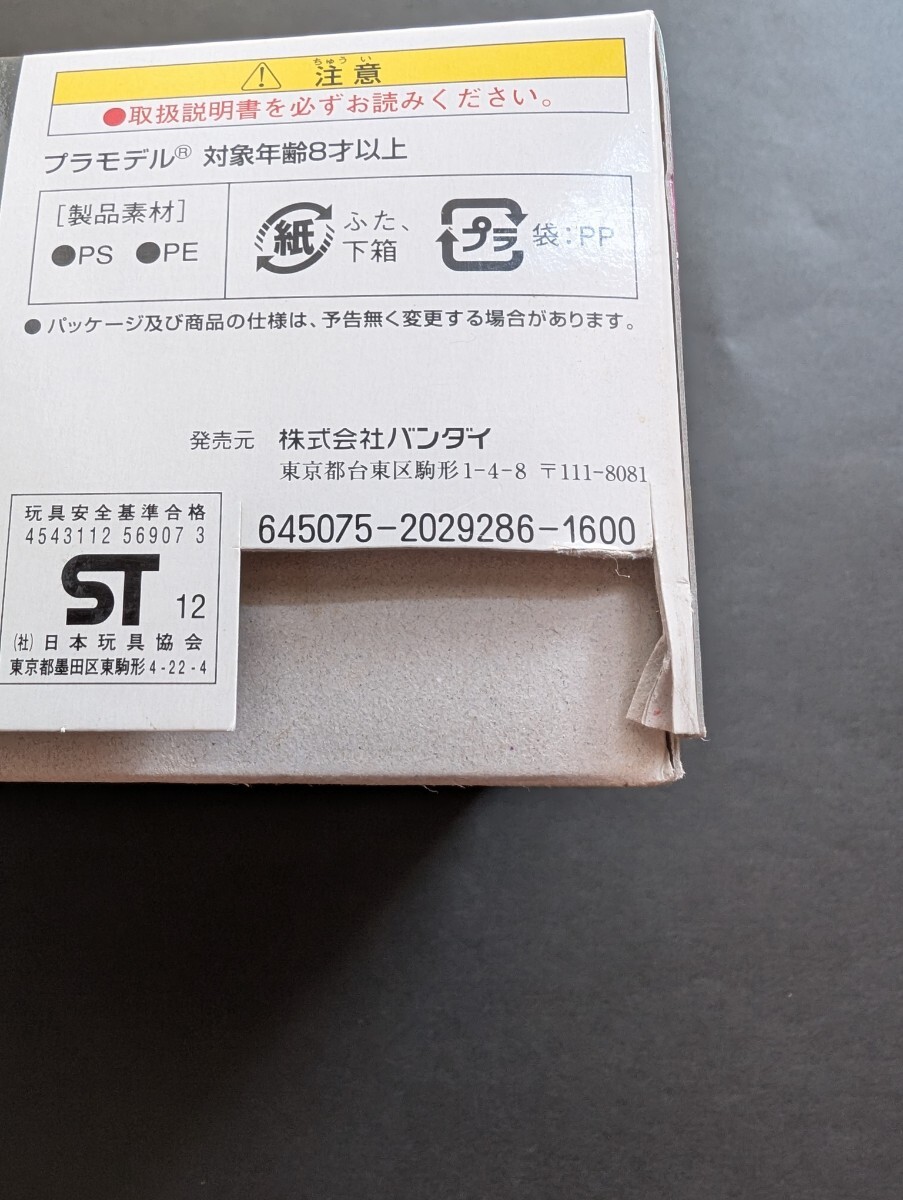 ちゅう い
注意
●取扱説明書を必ずお読みください。
プラモデル® 対象年齢8才以上
[製品素材]
●PS ●PE
紙 ふた、
下箱
プラ 袋:PP
● パッケージ及び商品の仕様は、予告無く変更する場合があります。
発売元 株式会社バンダイ
東京都台東区駒形1-4-8 〒111-8081
645075-2029286-1600
玩具安全基準合格
4543112 56907 3
ST 12
(社) 日本玩具協会
東京都墨田区東駒形4-22-4